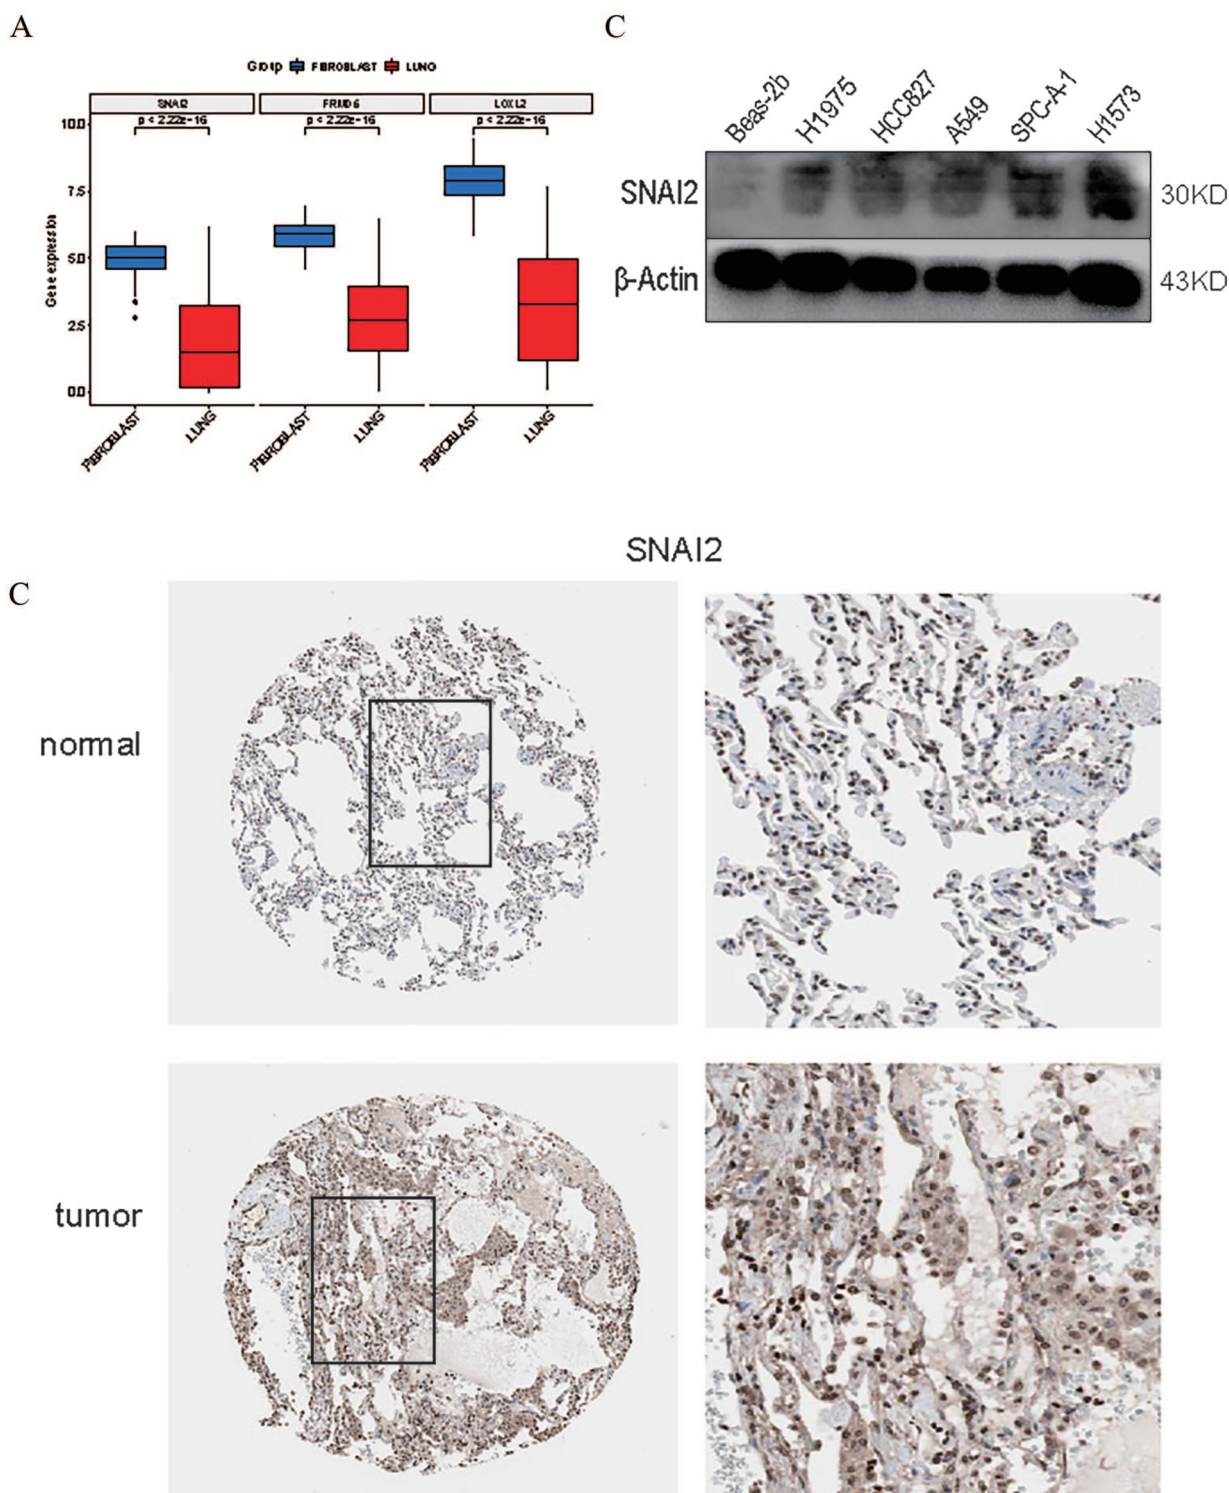 A
C
Group FIBROBLAST LUNG
SNAI2 FRMD6 LOXL2
p < 2.22e-16 p < 2.22e-16 p < 2.22e-16
10.0
7.5
5.0
2.5
0.0
Gene expression
FIBROBLAST LUNG FIBROBLAST LUNG FIBROBLAST LUNG
Beas-2b H1975 HCC827 A549 SPC-A-1 H1573
SNAI2 30KD
β-Actin 43KD
SNAI2
C
normal
tumor